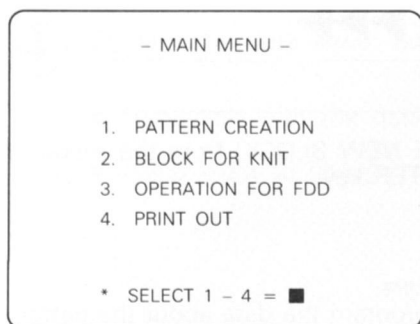 – MAIN MENU –
1. PATTERN CREATION
2. BLOCK FOR KNIT
3. OPERATION FOR FDD
4. PRINT OUT
* SELECT 1 – 4 = ■